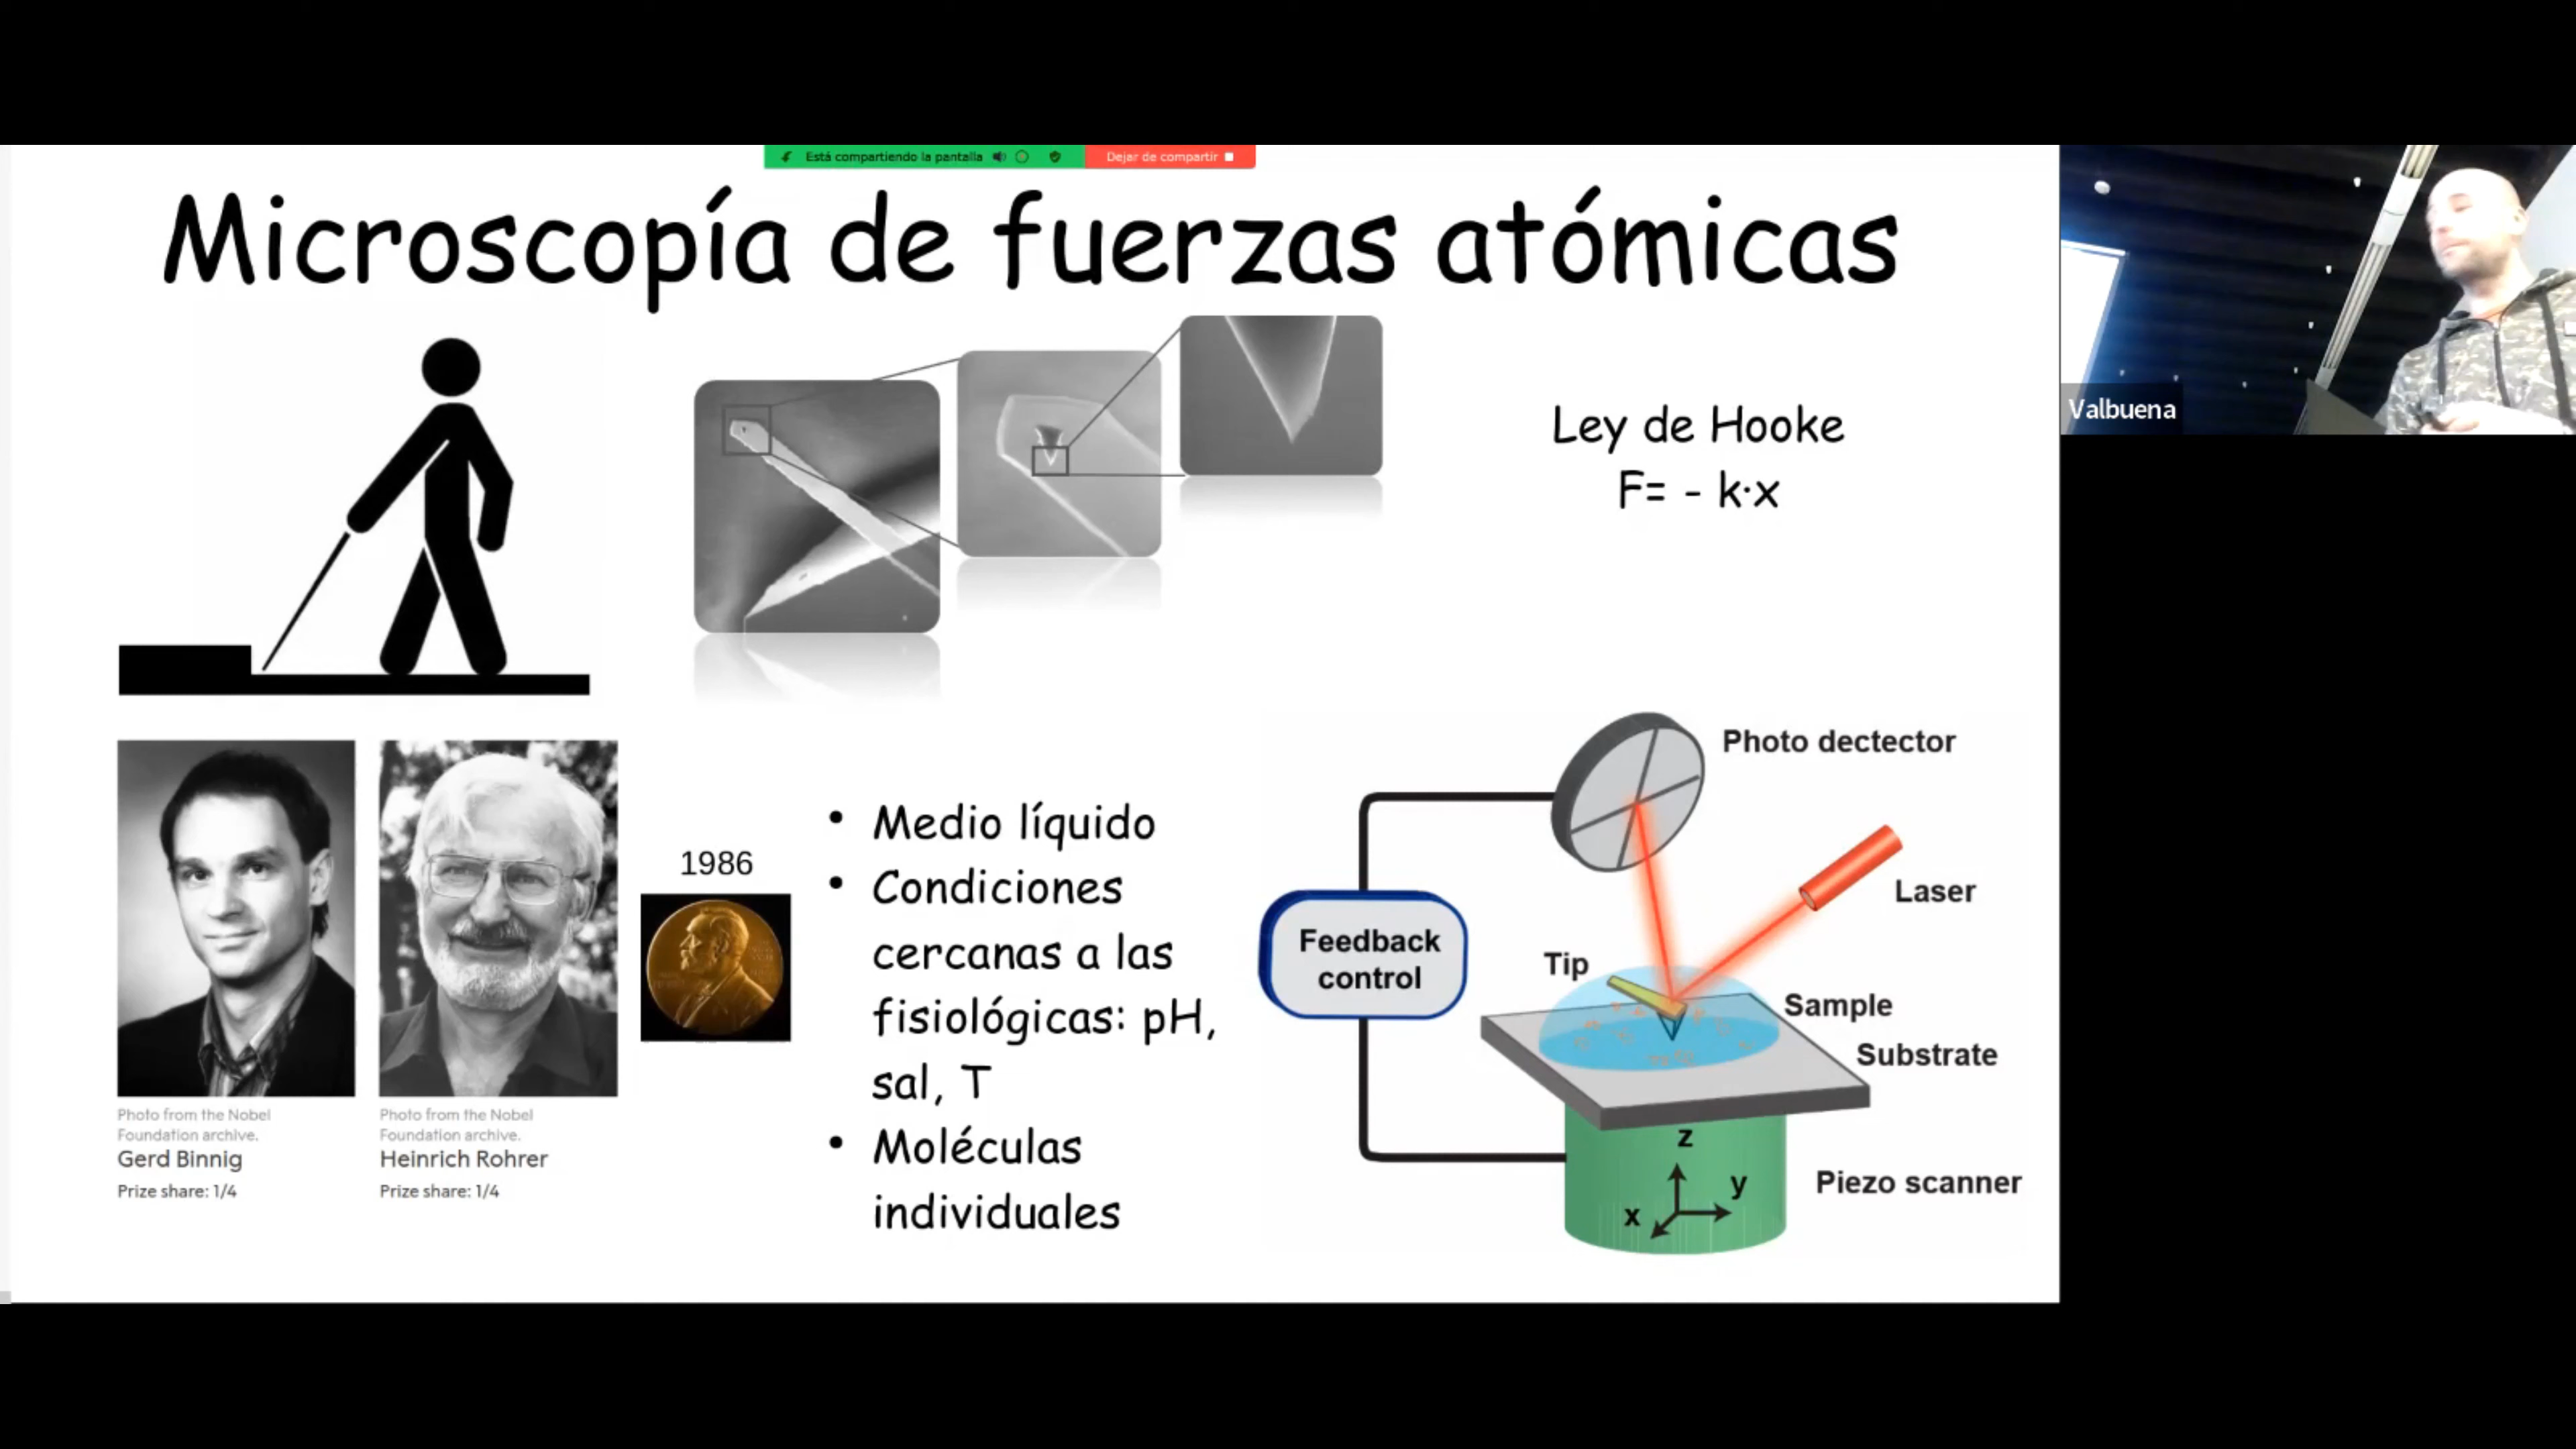 Está compartiendo la pantalla
Dejar de compartir
Microscopía de fuerzas atómicas
Valbuena
Ley de Hooke
F= - k·x
Photo dectector
Laser
Feedback
control
Tip
Sample
Substrate
z
y
x
Piezo scanner
1986
• Medio líquido
• Condiciones
cercanas a las
fisiológicas: pH,
sal, T
• Moléculas
individuales
Photo from the Nobel
Foundation archive.
Gerd Binnig
Prize share: 1/4
Photo from the Nobel
Foundation archive.
Heinrich Rohrer
Prize share: 1/4